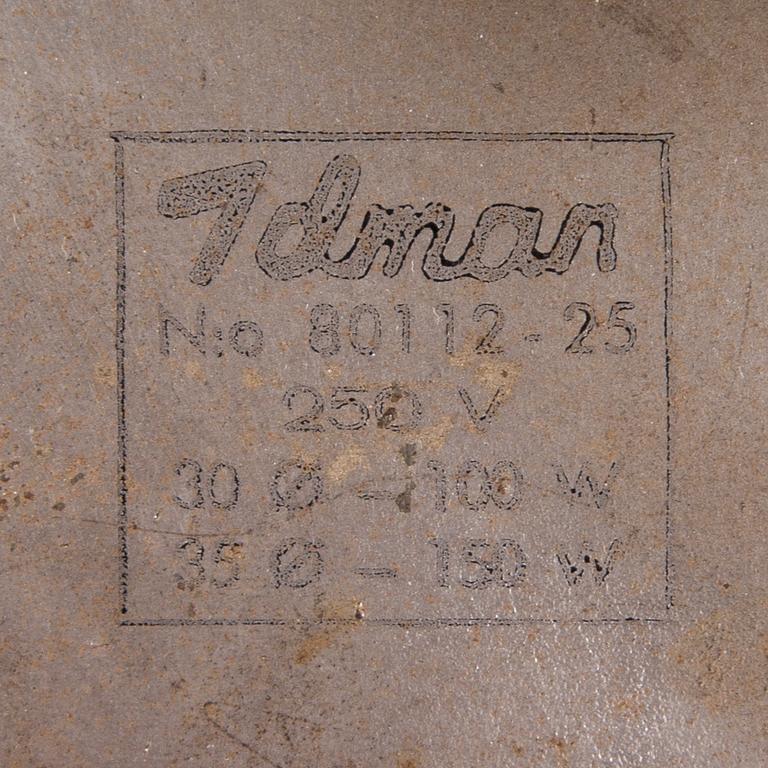 Idman
N:o 80112-25
250 V
30 Ø - 100 W
35 Ø - 150 W